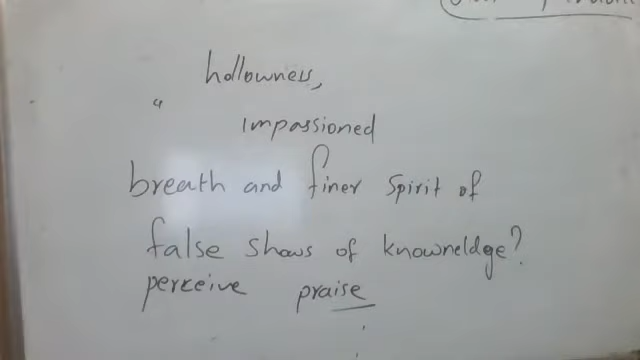 hollowness,
"
impassioned
breath and finer spirit of
false shows of knowneldge?
perceive praise